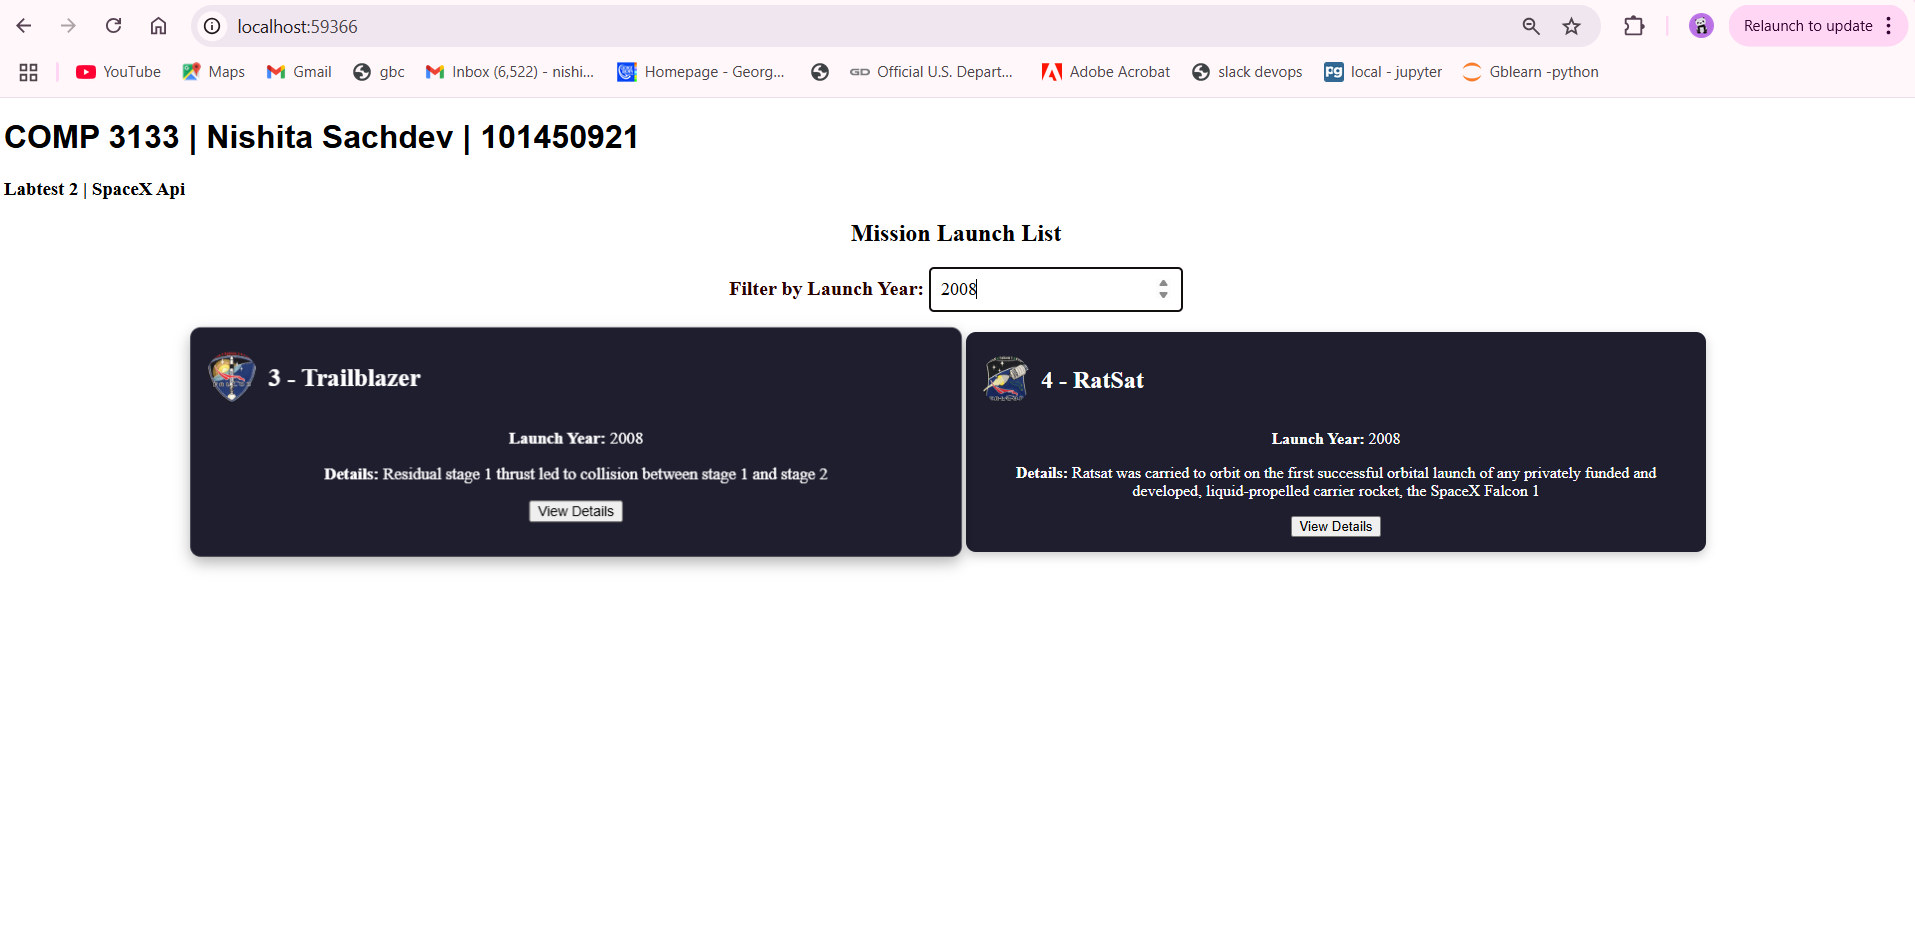 localhost:59366
Relaunch to update
YouTube
Maps
Gmail
gbc
Inbox (6,522) - nishi...
Homepage - Georg...
GD Official U.S. Depart...
Adobe Acrobat
slack devops
Pg local - jupyter
Gblearn -python
COMP 3133 | Nishita Sachdev | 101450921
Labtest 2 | SpaceX Api
Mission Launch List
Filter by Launch Year: 2008
3 - Trailblazer
Launch Year: 2008
Details: Residual stage 1 thrust led to collision between stage 1 and stage 2
View Details
4 - RatSat
Launch Year: 2008
Details: Ratsat was carried to orbit on the first successful orbital launch of any privately funded and
developed, liquid-propelled carrier rocket, the SpaceX Falcon 1
View Details